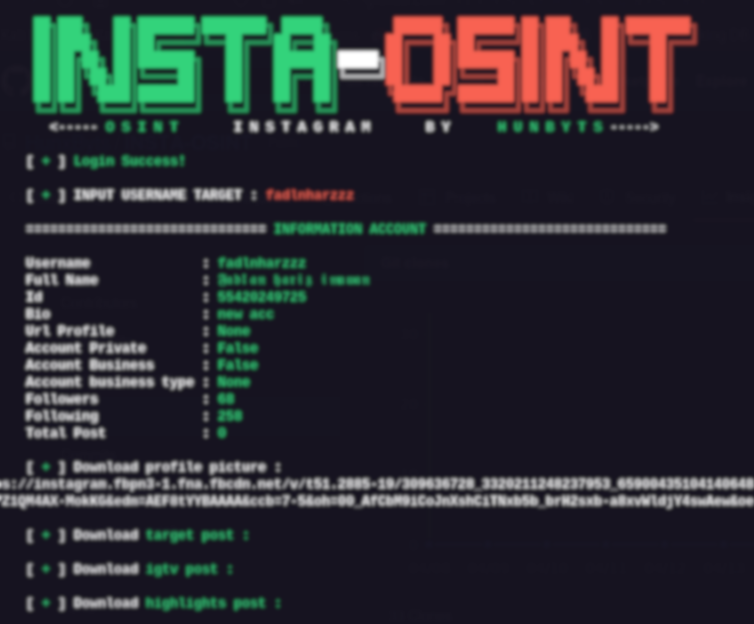 INSTA-OSINT
<----- OSINT INSTAGRAM BY HUNBYTS ----->
[ + ] Login Success!
[ + ] INPUT USERNAME TARGET : fadlnharzzz
============================== INFORMATION ACCOUNT =============================
Username : fadlnharzzz
Full Name :
Id : 55420249725
Bio : new acc
Url Profile : None
Account Private : False
Account Business : False
Account business type : None
Followers : 68
Following : 258
Total Post : 0
[ + ] Download profile picture :
[ + ] Download target post :
[ + ] Download igtv post :
[ + ] Download highlights post :